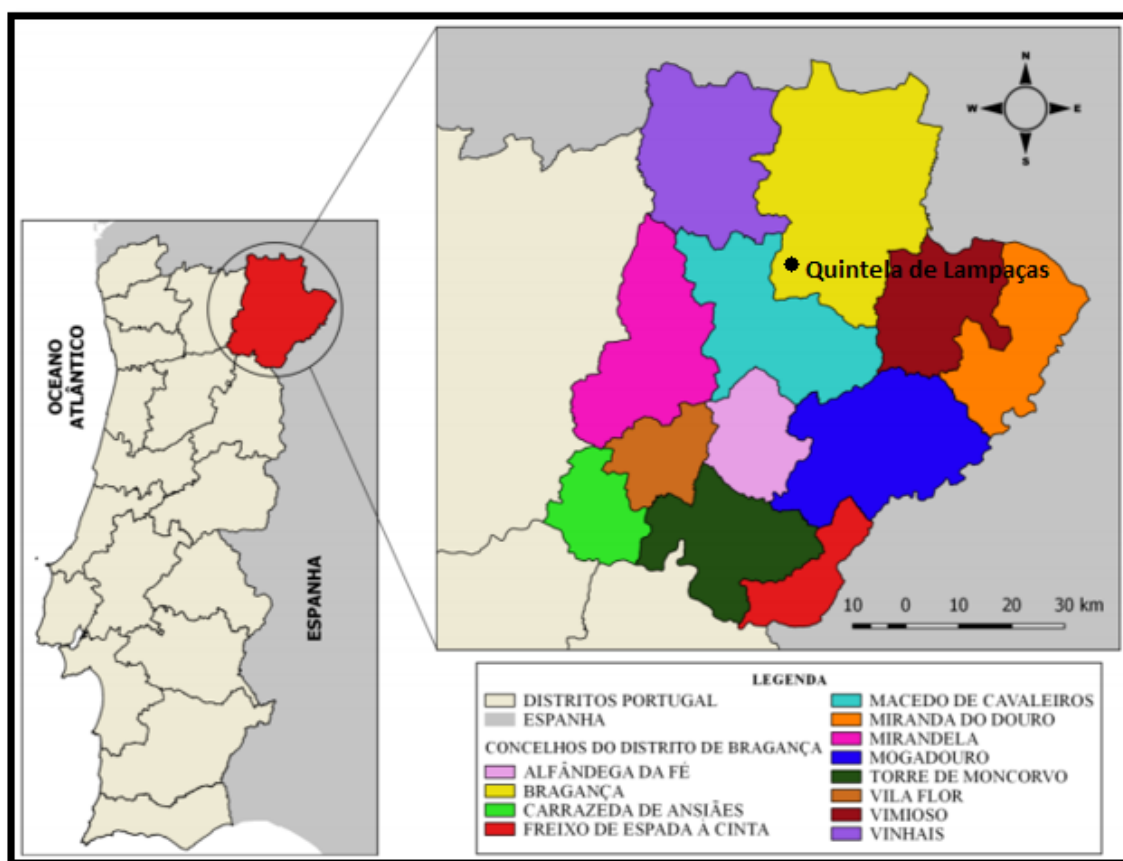 OCEANO
ATLÂNTICO
ESPANHA
N
W
E
S
Quintela de Lampaças
10 0 10 20 30 km
LEGENDA
DISTRITOS PORTUGAL
ESPANHA
CONCELHOS DO DISTRITO DE BRAGANÇA
ALFÂNDEGA DA FÉ
BRAGANÇA
CARRAZEDA DE ANSIÃES
FREIXO DE ESPADA À CINTA
MACEDO DE CAVALEIROS
MIRANDA DO DOURO
MIRANDELA
MOGADOURO
TORRE DE MONCORVO
VILA FLOR
VIMIOSO
VINHAIS